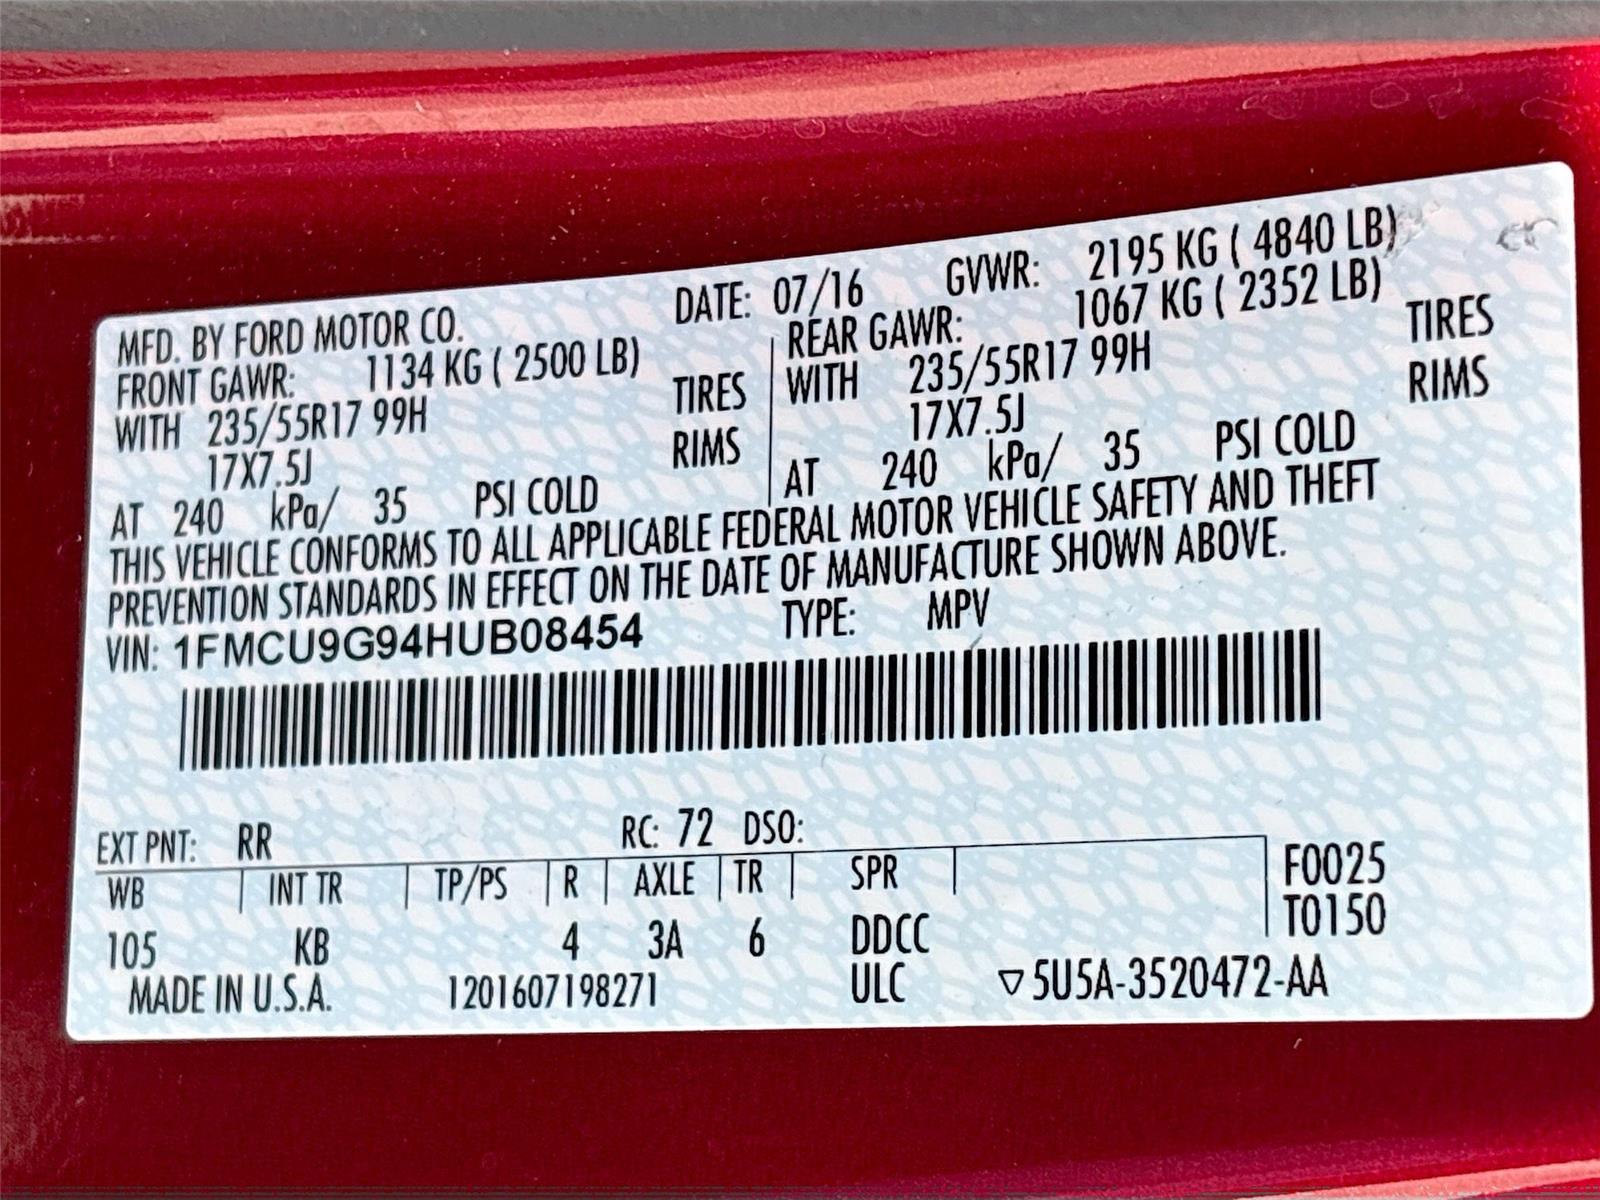 MFD. BY FORD MOTOR CO. DATE: 07/16 GVWR: 2195 KG ( 4840 LB)
FRONT GAWR: 1134 KG ( 2500 LB) REAR GAWR: 1067 KG ( 2352 LB)
WITH 235/55R17 99H TIRES WITH 235/55R17 99H TIRES
17X7.5J RIMS 17X7.5J RIMS
AT 240 kPa/ 35 PSI COLD AT 240 kPa/ 35 PSI COLD
THIS VEHICLE CONFORMS TO ALL APPLICABLE FEDERAL MOTOR VEHICLE SAFETY AND THEFT
PREVENTION STANDARDS IN EFFECT ON THE DATE OF MANUFACTURE SHOWN ABOVE.
VIN: 1FMCU9G94HUB08454 TYPE: MPV
EXT PNT: RR RC: 72 DSO:
WB INT TR TP/PS R AXLE TR SPR F0025
T0150
105 KB 4 3A 6 DDCC
MADE IN U.S.A. 1201607198271 ULC ▽5U5A-3520472-AA